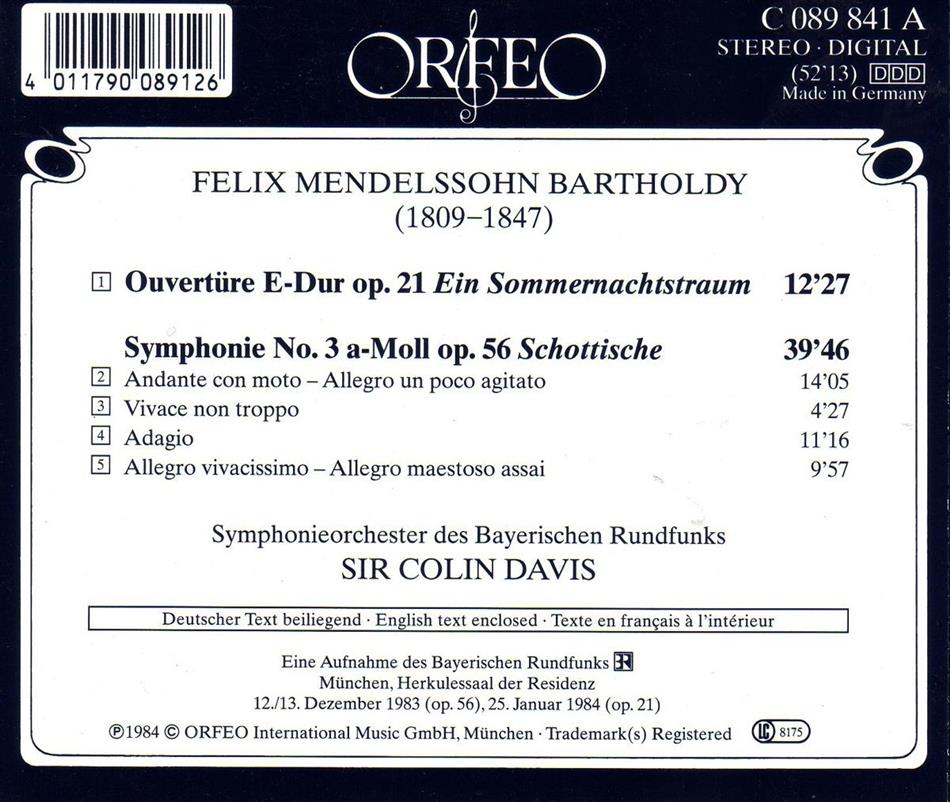 4 011790 089126
ORFEO
C 089 841 A
STEREO · DIGITAL
(52'13) DDD
Made in Germany
FELIX MENDELSSOHN BARTHOLDY
(1809–1847)
1 Ouvertüre E-Dur op. 21 Ein Sommernachtstraum 12'27
Symphonie No. 3 a-Moll op. 56 Schottische 39'46
2 Andante con moto – Allegro un poco agitato 14'05
3 Vivace non troppo 4'27
4 Adagio 11'16
5 Allegro vivacissimo – Allegro maestoso assai 9'57
Symphonieorchester des Bayerischen Rundfunks
SIR COLIN DAVIS
Deutscher Text beiliegend · English text enclosed · Texte en français à l'intérieur
Eine Aufnahme des Bayerischen Rundfunks BR
München, Herkulessaal der Residenz
12./13. Dezember 1983 (op. 56), 25. Januar 1984 (op. 21)
℗1984 © ORFEO International Music GmbH, München · Trademark(s) Registered LC 8175